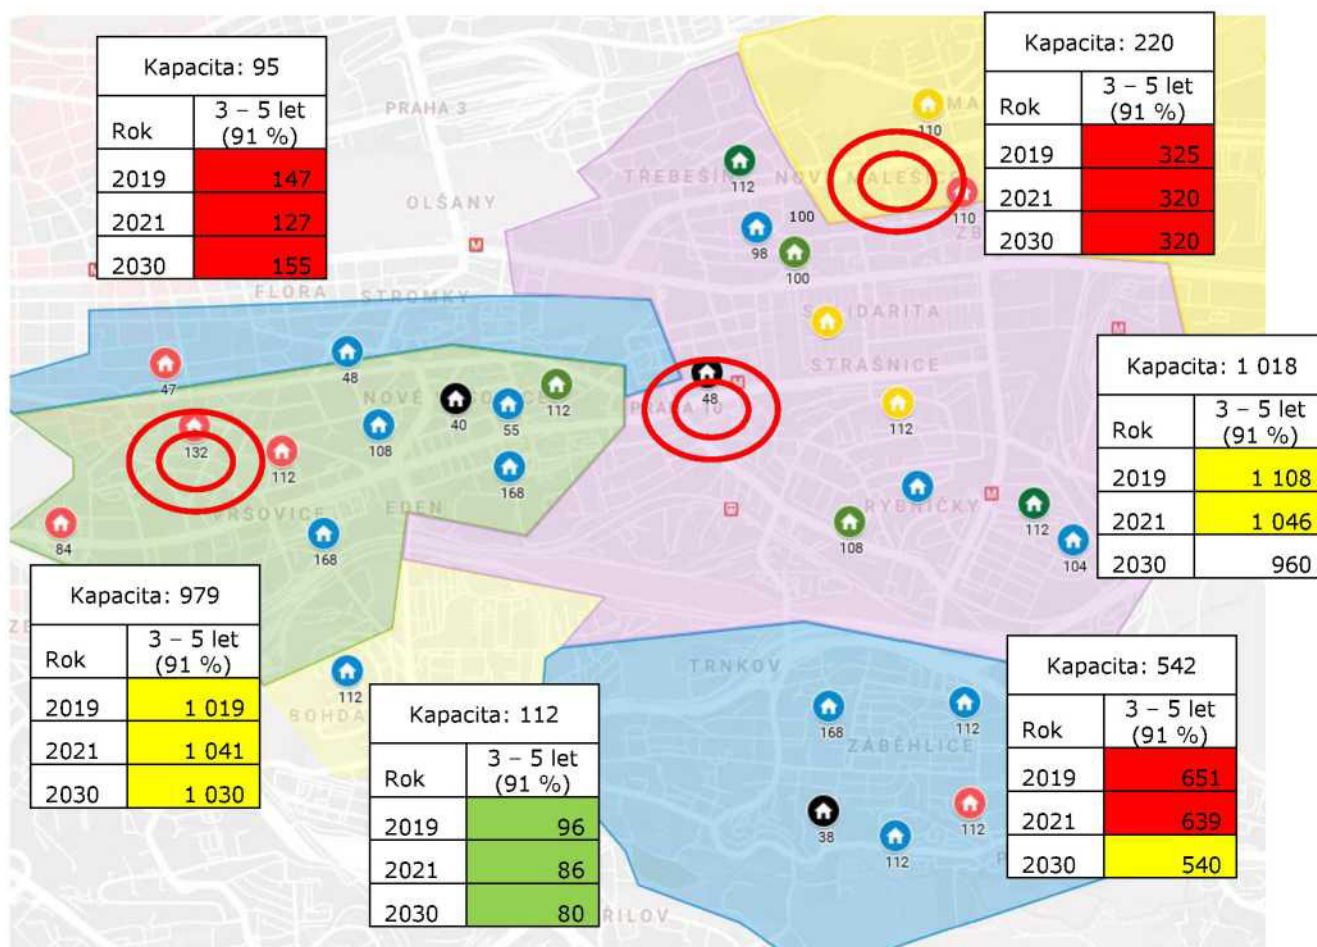 Kapacita: 95
Rok 3 – 5 let (91 %)
2019 147
2021 127
2030 155
Kapacita: 220
Rok 3 – 5 let (91 %)
2019 325
2021 320
2030 320
PRAHA 3
OLŠANY
FLORA
STROMKY
110
112
NOVÉ MALEŠICE
110
98
100
100
SOLIDARITA
STRAŠNICE
Kapacita: 1 018
Rok 3 – 5 let (91 %)
2019 1 108
2021 1 046
2030 960
47
48
40
55
112
48
PRAHA 10
112
132
112
108
168
VRŠOVICE
EDEN
84
168
RYBNIČKY
108
112
104
Kapacita: 979
Rok 3 – 5 let (91 %)
2019 1 019
2021 1 041
2030 1 030
112
Kapacita: 112
Rok 3 – 5 let (91 %)
2019 96
2021 86
2030 80
TRNKOV
168
112
ZÁBĚHLICE
38
112
112
Kapacita: 542
Rok 3 – 5 let (91 %)
2019 651
2021 639
2030 540